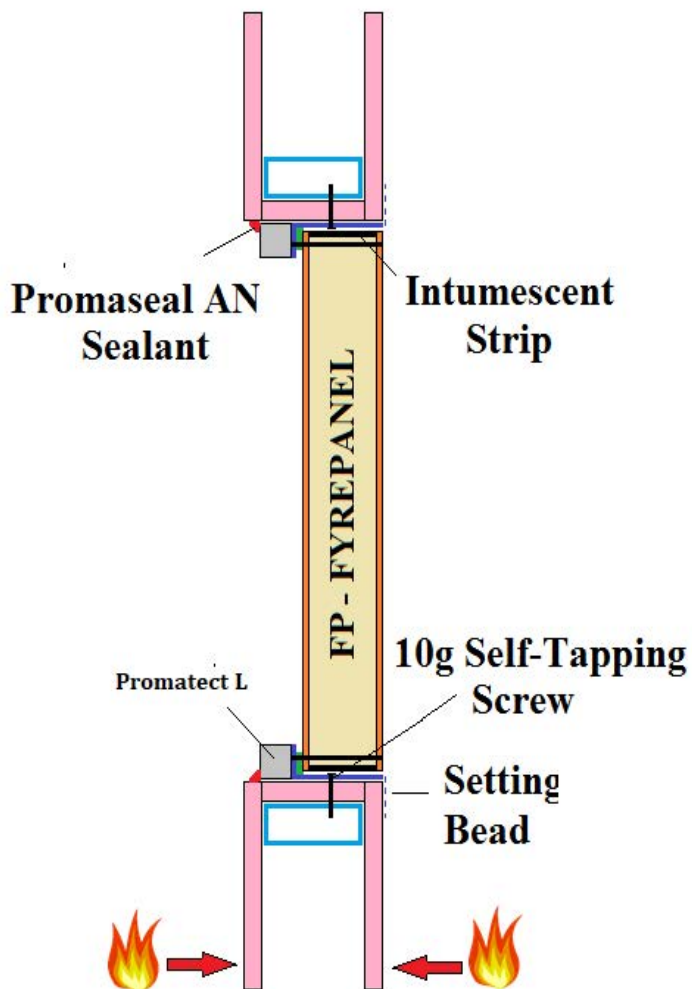 Promaseal AN
Sealant
Intumescent
Strip
FP - FYREPANEL
10g Self-Tapping
Screw
Promatect L
Setting
Bead